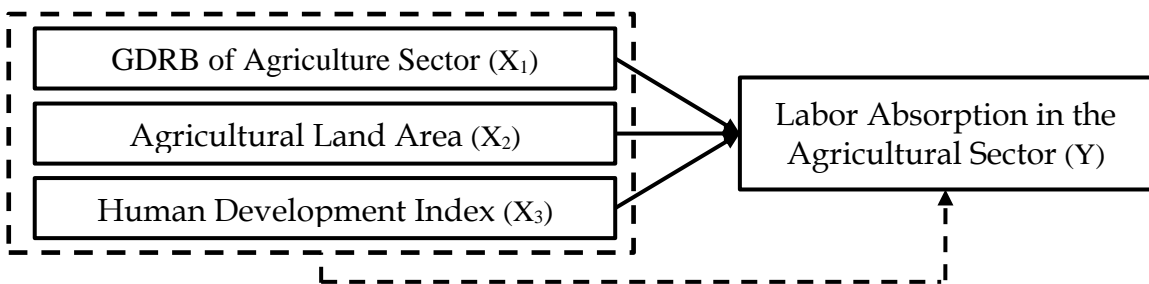 GDRB of Agriculture Sector (X₁)
Agricultural Land Area (X₂)
Human Development Index (X₃)
Labor Absorption in the
Agricultural Sector (Y)